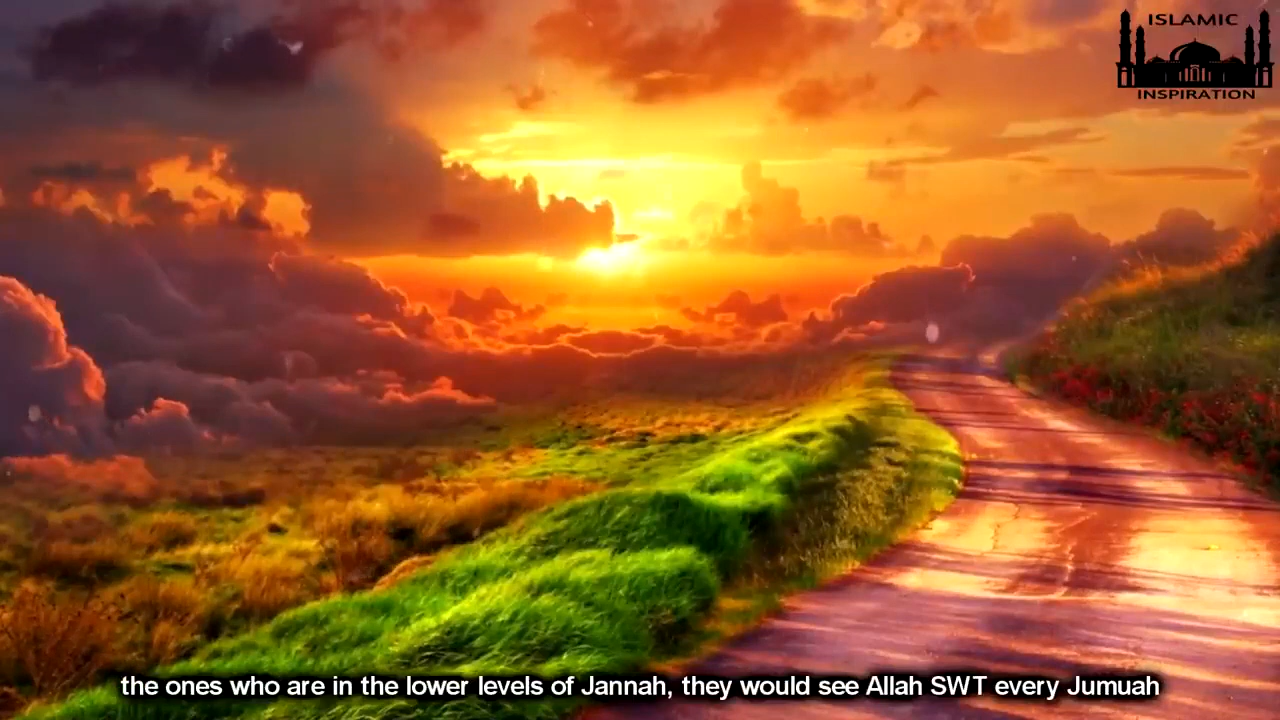 ISLAMIC
INSPIRATION
the ones who are in the lower levels of Jannah, they would see Allah SWT every Jumuah